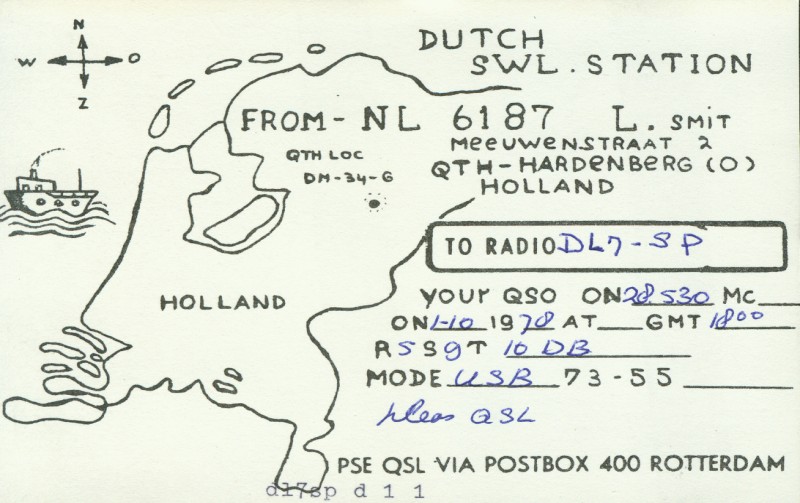 N
W O
Z
DUTCH
SWL. STATION
FROM- NL 6187 L. SMIT
MEEUWENSTRAAT 2
QTH LOC
DM-34-G
QTH-HARDENBERG (O)
HOLLAND
TO RADIO DL7-SP
HOLLAND
YOUR QSO ON 28.530 MC
ON 1-10 1978 AT GMT 1800
R 5 S 9 T 10 DB
MODE USB 73-55
pleas QSL
PSE QSL VIA POSTBOX 400 ROTTERDAM
dl7sp d 1 1